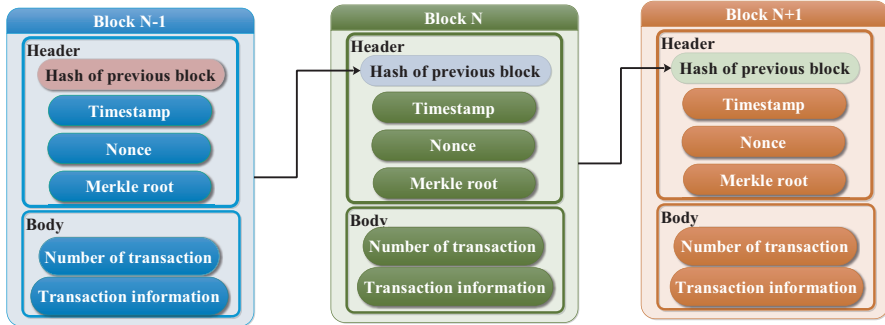 Block N-1
Header
Hash of previous block
Timestamp
Nonce
Merkle root
Body
Number of transaction
Transaction information
Block N
Header
Hash of previous block
Timestamp
Nonce
Merkle root
Body
Number of transaction
Transaction information
Block N+1
Header
Hash of previous block
Timestamp
Nonce
Merkle root
Body
Number of transaction
Transaction information